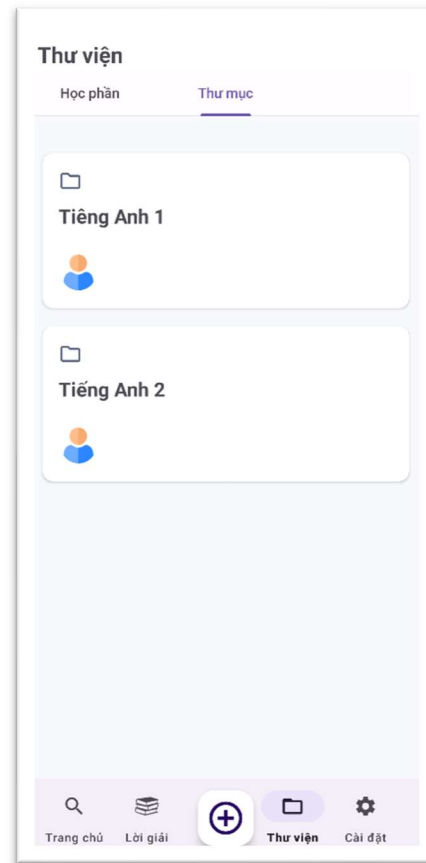 Thư viện
Học phần Thư mục
Tiêng Anh 1
Tiếng Anh 2
Trang chủ Lời giải Thư viện Cài đặt